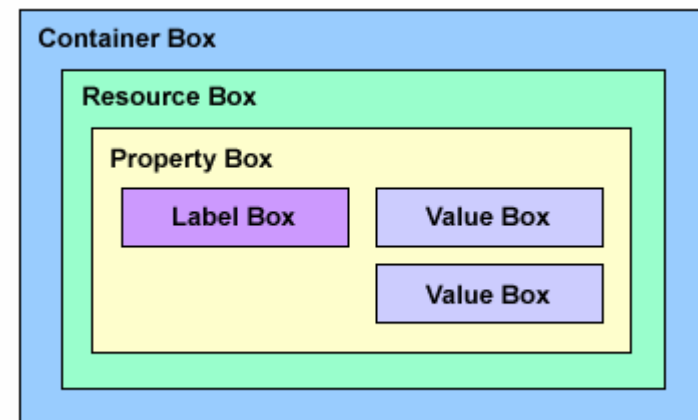 Container Box
Resource Box
Property Box
Label Box
Value Box
Value Box